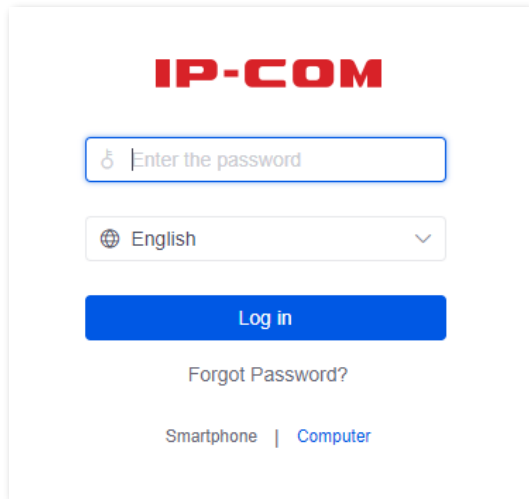 IP-COM
Enter the password
English
Log in
Forgot Password?
Smartphone | Computer